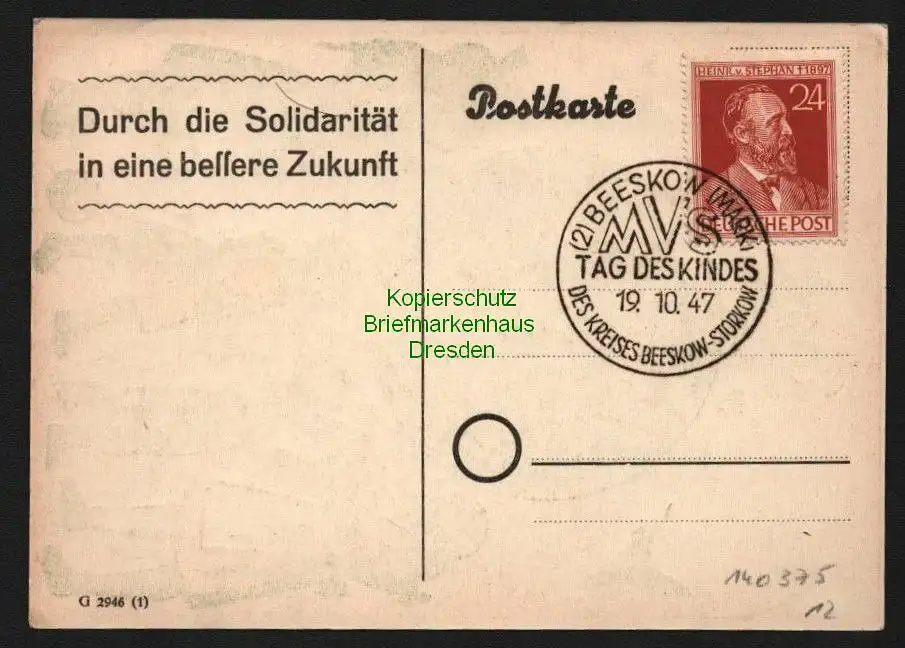 Durch die Solidarität
in eine beſſere Zukunft
Postkarte
HEINR. v. STEPHAN † 1897
24
DEUTSCHE POST
(2) BEESKOW (MARK)
MVS
TAG DES KINDES
19. 10. 47
DES KREISES BEESKOW-STORKOW
Kopierschutz
Briefmarkenhaus
Dresden
G 2946 (1)
140375
12